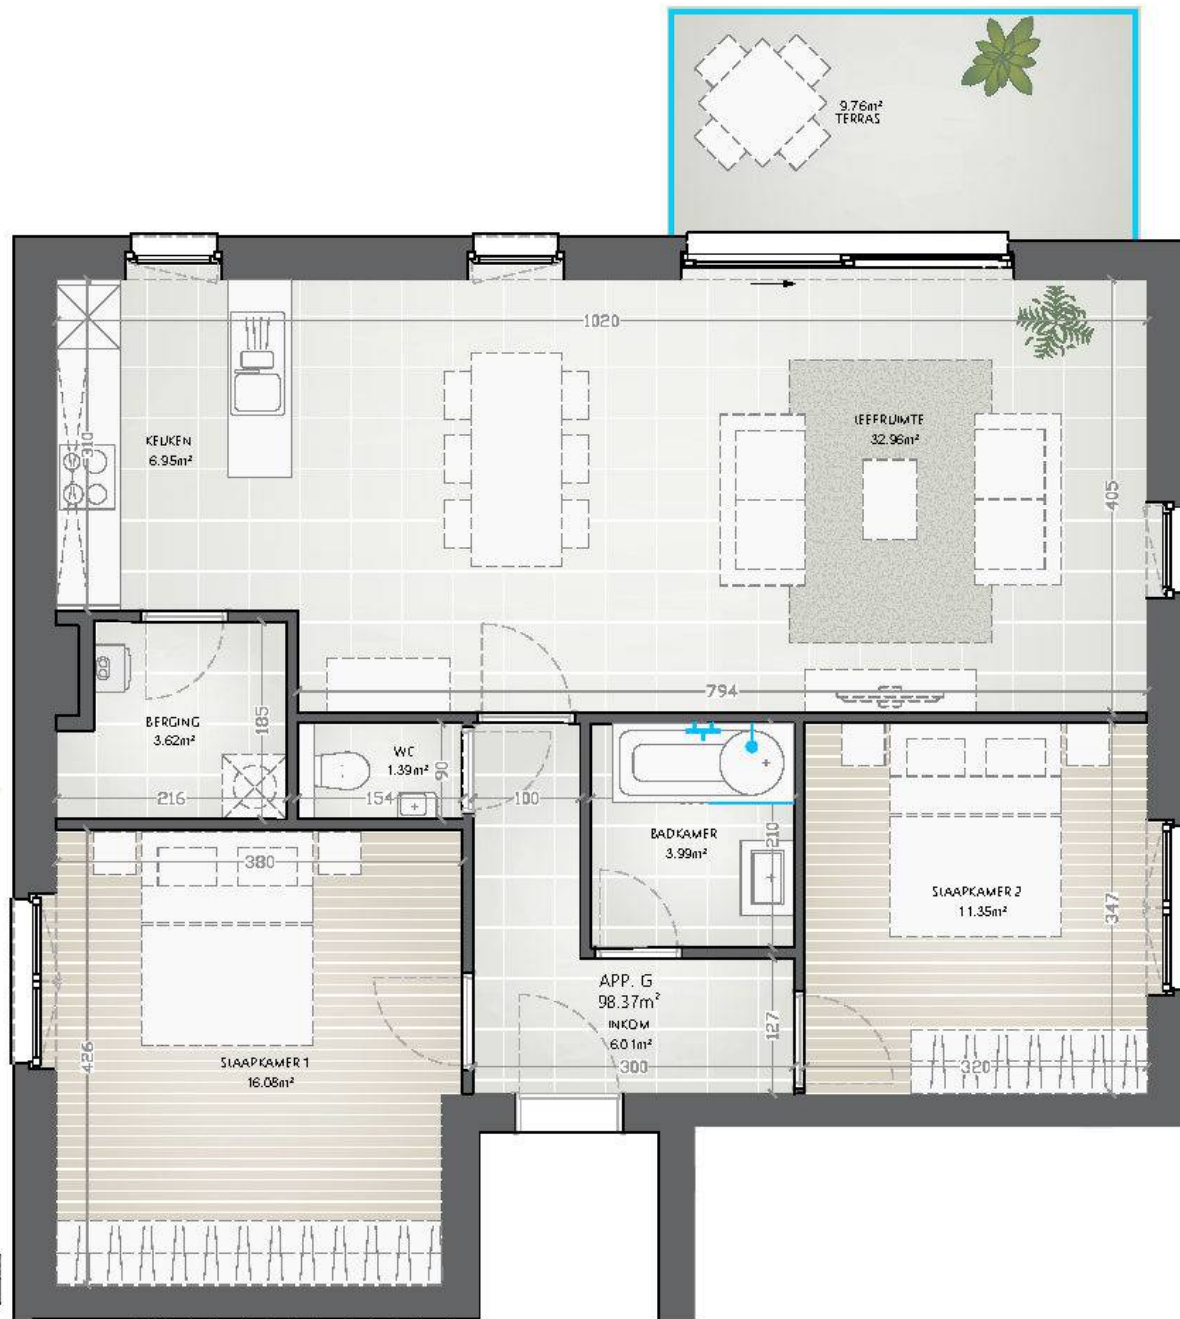 9.76m²
TERRAS
1020
KEUKEN
6.95m²
310
LEEFRUIMTE
32.96m²
405
794
BERGING
3.62m²
185
216
WC
1.39m²
90
154
100
BADKAMER
3.99m²
210
380
SLAAPKAMER 2
11.35m²
347
APP. G
98.37m²
INKOM
6.01m²
127
300
320
SLAAPKAMER 1
16.08m²
426